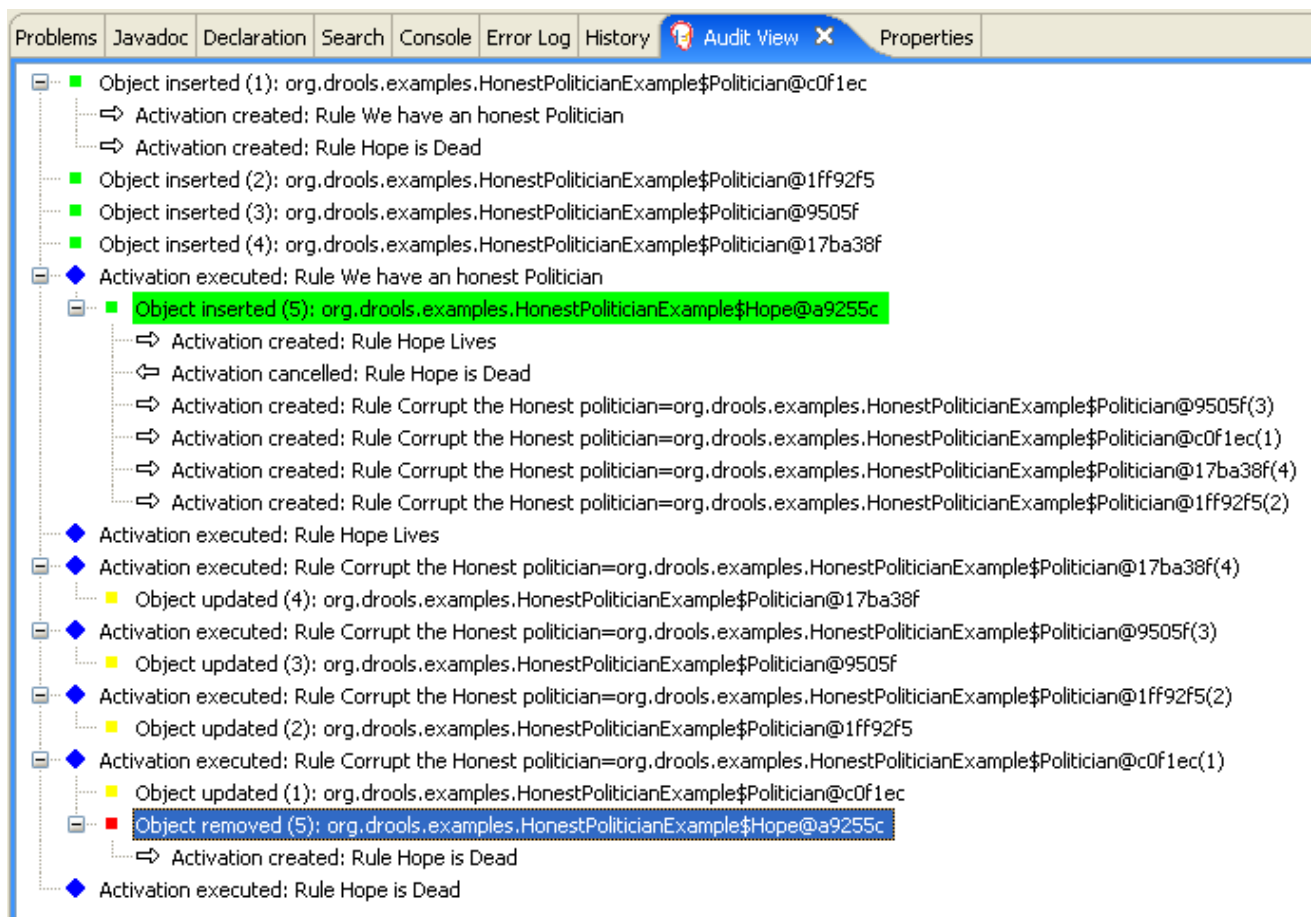 Problems Javadoc Declaration Search Console Error Log History Audit View Properties
Object inserted (1): org.drools.examples.HonestPoliticianExample$Politician@c0f1ec
Activation created: Rule We have an honest Politician
Activation created: Rule Hope is Dead
Object inserted (2): org.drools.examples.HonestPoliticianExample$Politician@1ff92f5
Object inserted (3): org.drools.examples.HonestPoliticianExample$Politician@9505f
Object inserted (4): org.drools.examples.HonestPoliticianExample$Politician@17ba38f
Activation executed: Rule We have an honest Politician
Object inserted (5): org.drools.examples.HonestPoliticianExample$Hope@a9255c
Activation created: Rule Hope Lives
Activation cancelled: Rule Hope is Dead
Activation created: Rule Corrupt the Honest politician=org.drools.examples.HonestPoliticianExample$Politician@9505f(3)
Activation created: Rule Corrupt the Honest politician=org.drools.examples.HonestPoliticianExample$Politician@c0f1ec(1)
Activation created: Rule Corrupt the Honest politician=org.drools.examples.HonestPoliticianExample$Politician@17ba38f(4)
Activation created: Rule Corrupt the Honest politician=org.drools.examples.HonestPoliticianExample$Politician@1ff92f5(2)
Activation executed: Rule Hope Lives
Activation executed: Rule Corrupt the Honest politician=org.drools.examples.HonestPoliticianExample$Politician@17ba38f(4)
Object updated (4): org.drools.examples.HonestPoliticianExample$Politician@17ba38f
Activation executed: Rule Corrupt the Honest politician=org.drools.examples.HonestPoliticianExample$Politician@9505f(3)
Object updated (3): org.drools.examples.HonestPoliticianExample$Politician@9505f
Activation executed: Rule Corrupt the Honest politician=org.drools.examples.HonestPoliticianExample$Politician@1ff92f5(2)
Object updated (2): org.drools.examples.HonestPoliticianExample$Politician@1ff92f5
Activation executed: Rule Corrupt the Honest politician=org.drools.examples.HonestPoliticianExample$Politician@c0f1ec(1)
Object updated (1): org.drools.examples.HonestPoliticianExample$Politician@c0f1ec
Object removed (5): org.drools.examples.HonestPoliticianExample$Hope@a9255c
Activation created: Rule Hope is Dead
Activation executed: Rule Hope is Dead